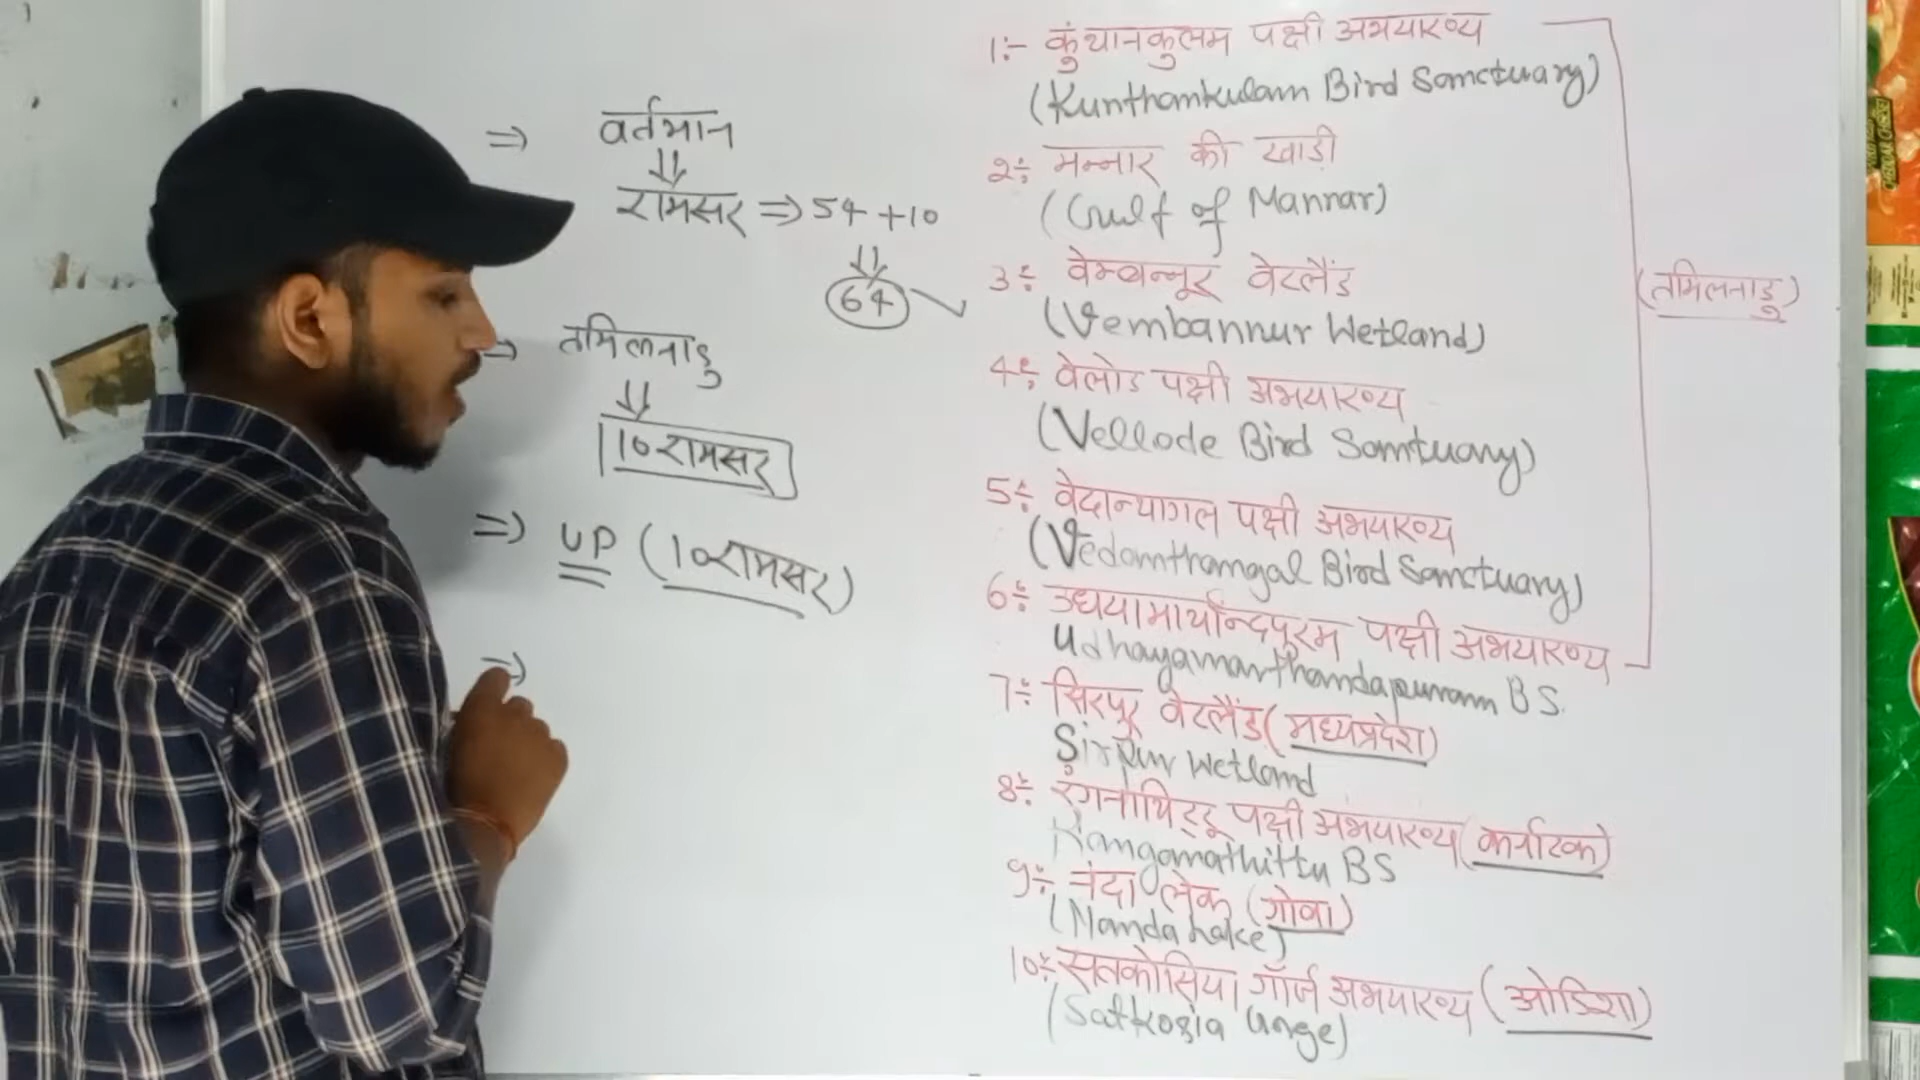 ⇒ वर्तमान
⇓
रामसर ⇒ 54 +10
⇓
64
⇒ तमिलनाडु
⇓
10 रामसर
⇒ UP (10 रामसर)
⇒
1:- कुंथानकुलम पक्षी अभयारण्य
(Kunthankulam Bird Sanctuary)
2÷ मन्नार की खाड़ी
(Gulf of Mannar)
3÷ वेम्बन्नूर वेटलैंड
(Vembannur Wetland)
(तमिलनाडु)
4÷ वेलोड पक्षी अभयारण्य
(Vellode Bird Santuary)
5÷ वेदान्थागल पक्षी अभयारण्य
(Vedanthangal Bird Sanctuary)
6÷ उधयामार्थान्दपुरम पक्षी अभयारण्य
Udhayamarthandapuram BS.
7÷ सिरपुर वेटलैंड (मध्यप्रदेश)
Sirpur Wetland
8÷ रंगनाथिट्टू पक्षी अभयारण्य (कर्नाटक)
Ranganathittu BS
9÷ नंदा लेक (गोवा)
(Nanda Lake)
10÷ सतकोसिया गॉर्ज अभयारण्य (ओडिशा)
(Satkosia Gorge)